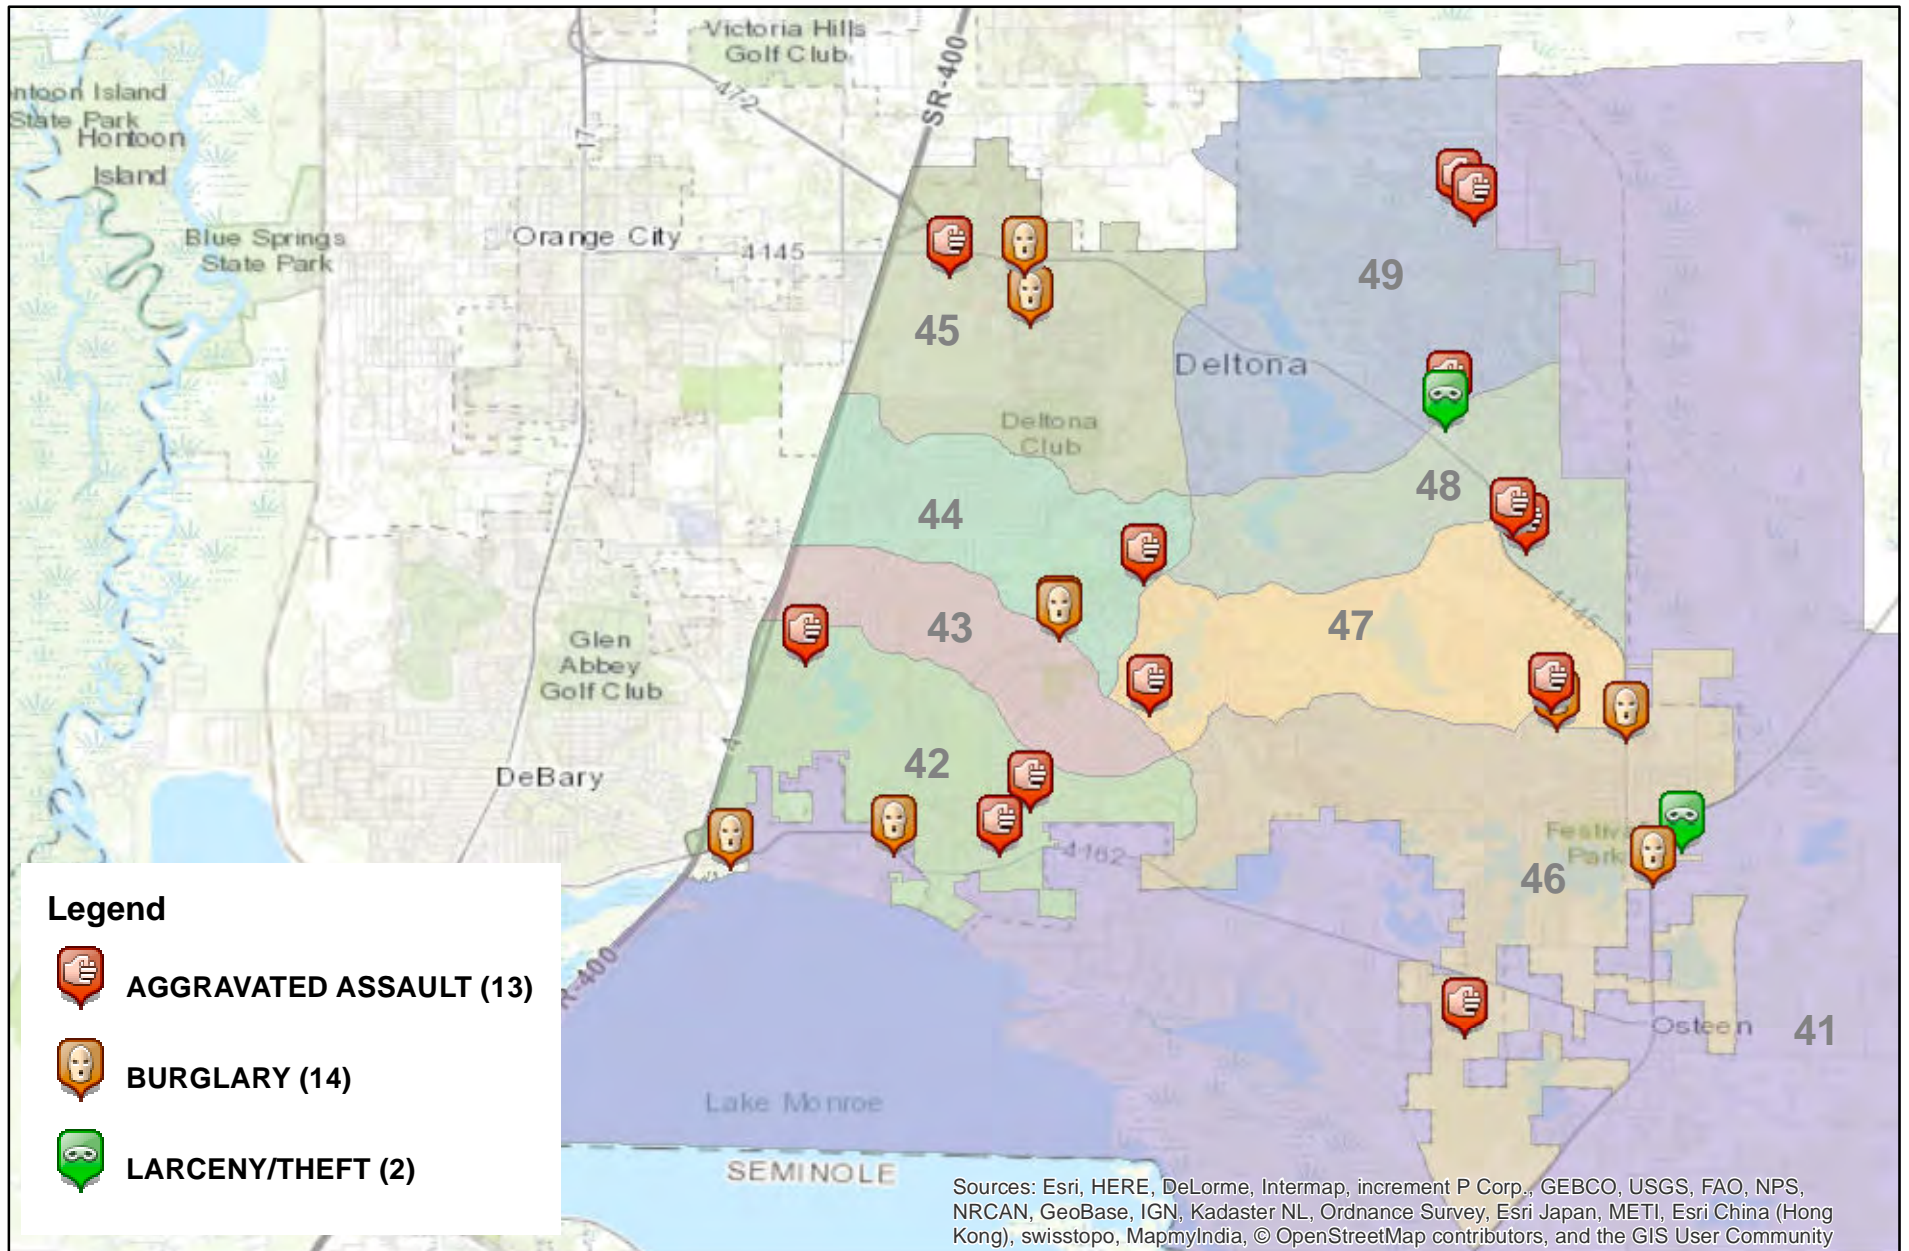 Victoria Hills
Golf Club
SR-400
472
ntoon Island
State Park
Hontoon
Island
17
Blue Springs
State Park
Orange City
4145
49
45
Deltona
Deltona
Club
48
44
4145
43
47
Glen
Abbey
Golf Club
4
42
DeBary
Festiv
Park
4162
46
Legend
AGGRAVATED ASSAULT (13)
BURGLARY (14)
LARCENY/THEFT (2)
R-400
Osteen
41
Lake Monroe
SEMINOLE
Sources: Esri, HERE, DeLorme, Intermap, increment P Corp., GEBCO, USGS, FAO, NPS,
NRCAN, GeoBase, IGN, Kadaster NL, Ordnance Survey, Esri Japan, METI, Esri China (Hong
Kong), swisstopo, MapmyIndia, © OpenStreetMap contributors, and the GIS User Community